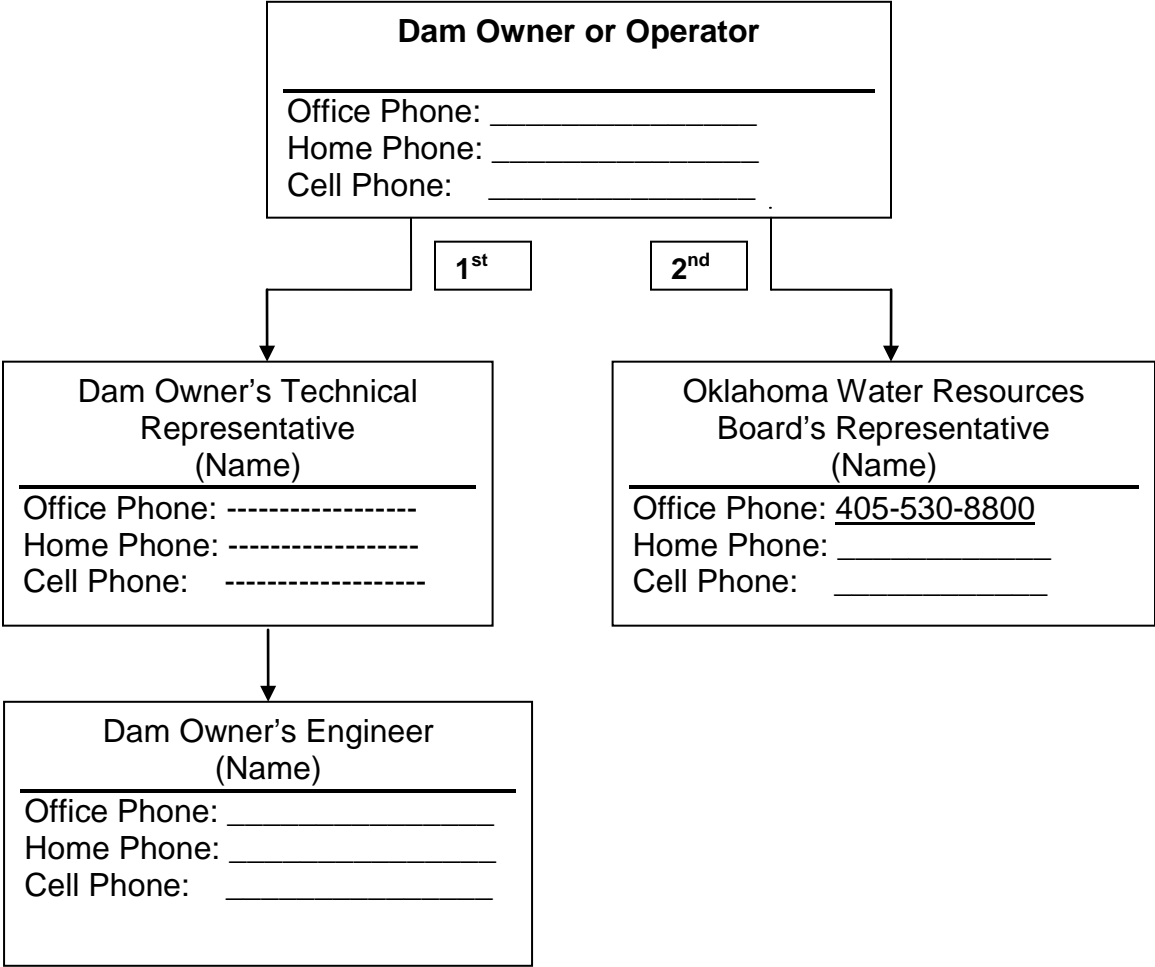 Dam Owner or Operator
Office Phone: _______________
Home Phone: _______________
Cell Phone: _______________
1st
2nd
Dam Owner’s Technical
Representative
(Name)
Office Phone: ------------------
Home Phone: ------------------
Cell Phone: -------------------
Oklahoma Water Resources
Board’s Representative
(Name)
Office Phone: 405-530-8800
Home Phone: ____________
Cell Phone: ____________
Dam Owner’s Engineer
(Name)
Office Phone: _______________
Home Phone: _______________
Cell Phone: _______________